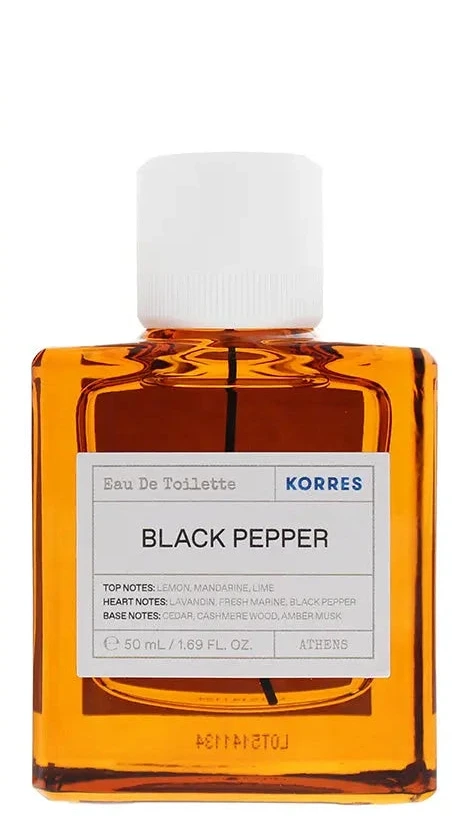 Eau De Toilette KORRES
BLACK PEPPER
TOP NOTES: LEMON, MANDARINE, LIME
HEART NOTES: LAVANDIN, FRESH MARINE, BLACK PEPPER
BASE NOTES: CEDAR, CASHMERE WOOD, AMBER MUSK
℮ 50 mL / 1.69 FL. OZ. ATHENS
LOT5141134